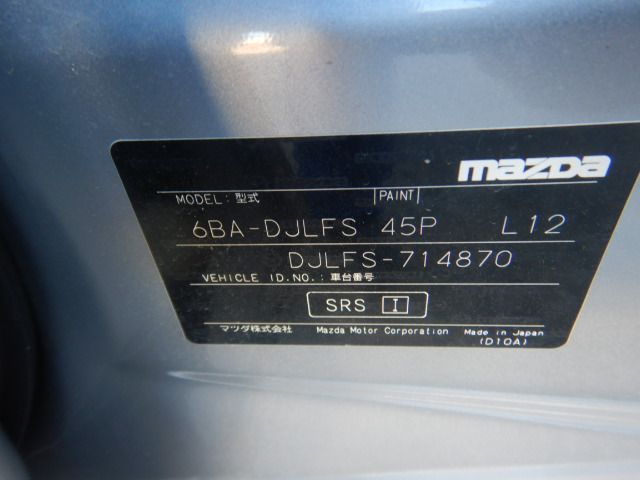 mazda
MODEL: 型式 PAINT
6BA-DJLFS 45P L12
DJLFS-714870
VEHICLE ID.NO.: 車台番号
SRS I
マツダ株式会社 Mazda Motor Corporation Made in Japan
(D10A)